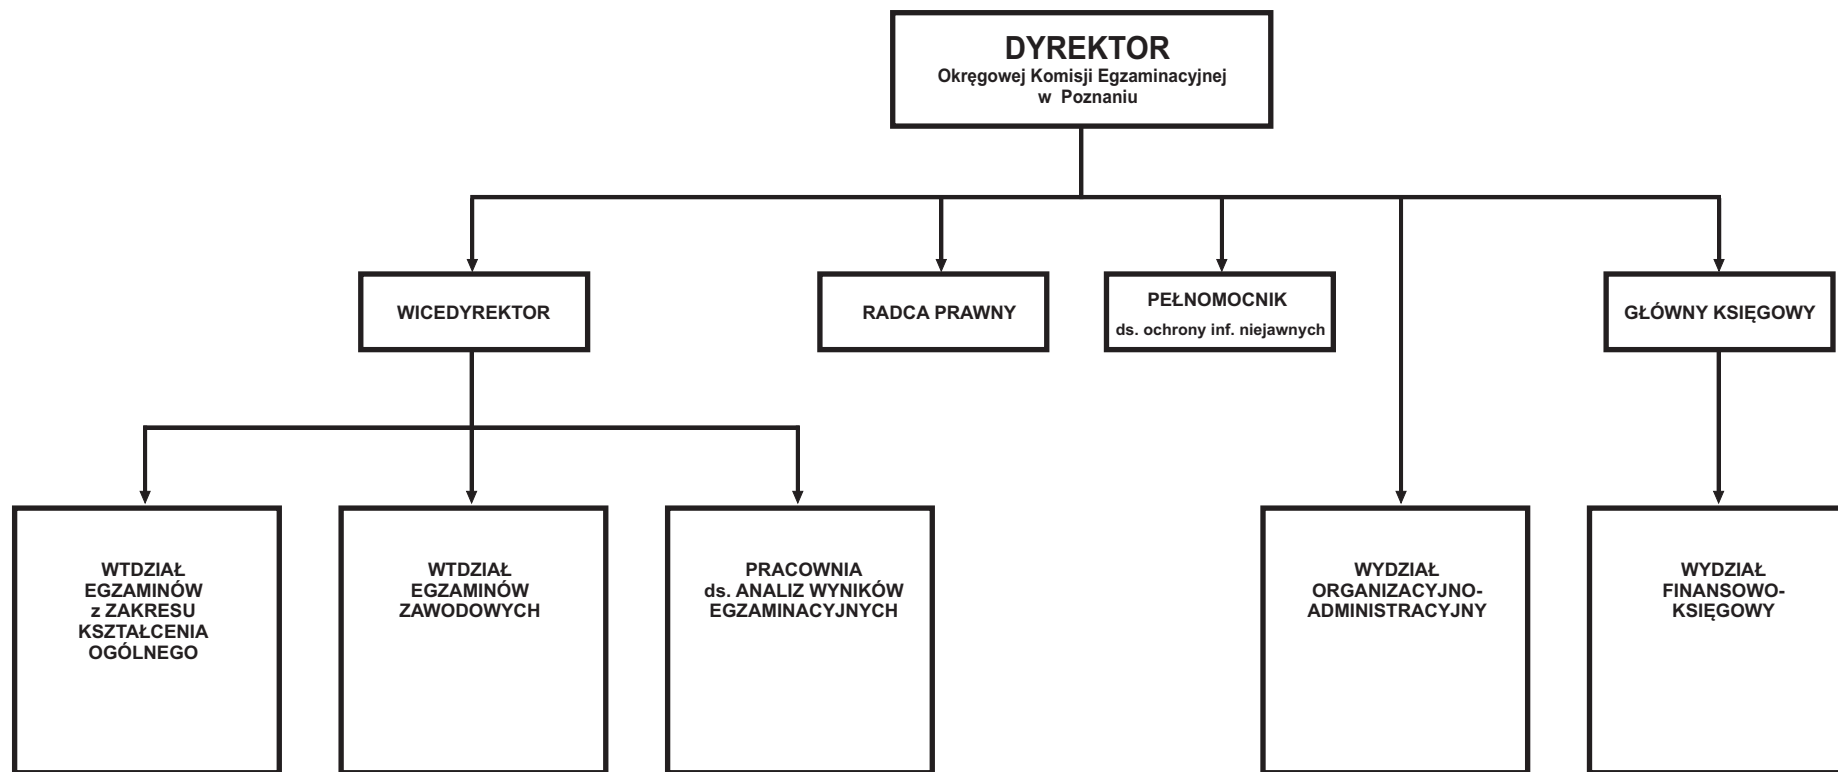 DYREKTOR
Okręgowej Komisji Egzaminacyjnej
w Poznaniu
WICEDYREKTOR
RADCA PRAWNY
PEŁNOMOCNIK
ds. ochrony inf. niejawnych
GŁÓWNY KSIĘGOWY
WTDZIAŁ
EGZAMINÓW
z ZAKRESU
KSZTAŁCENIA
OGÓLNEGO
WTDZIAŁ
EGZAMINÓW
ZAWODOWYCH
PRACOWNIA
ds. ANALIZ WYNIKÓW
EGZAMINACYJNYCH
WYDZIAŁ
ORGANIZACYJNO-
ADMINISTRACYJNY
WYDZIAŁ
FINANSOWO-
KSIĘGOWY